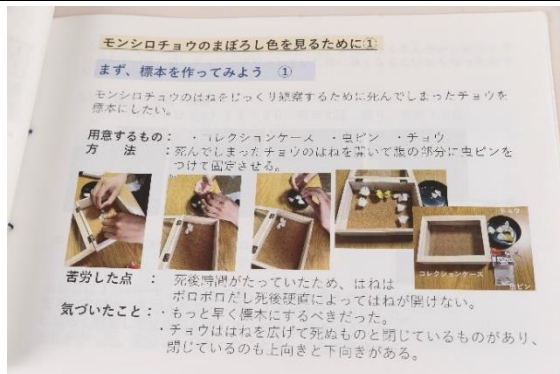 モンシロチョウのまぼろし色を見るために①
まず、標本を作ってみよう ①
モンシロチョウのはねをじっくり観察するために死んでしまったチョウを
標本にしたい。
用意するもの： ・コレクションケース ・虫ピン ・チョウ
方　法　：死んでしまったチョウのはねを開いて腹の部分に虫ピンを
つけて固定させる。
チョウ
コレクションケース
虫ピン
苦労した点　：　死後時間がたっていたため、はねは
ボロボロだし死後硬直によってはねが開けない。
気づいたこと：・もっと早く標本にするべきだった。
・チョウははねを広げて死ぬものと閉じているものがあり、
閉じているのも上向きと下向きがある。